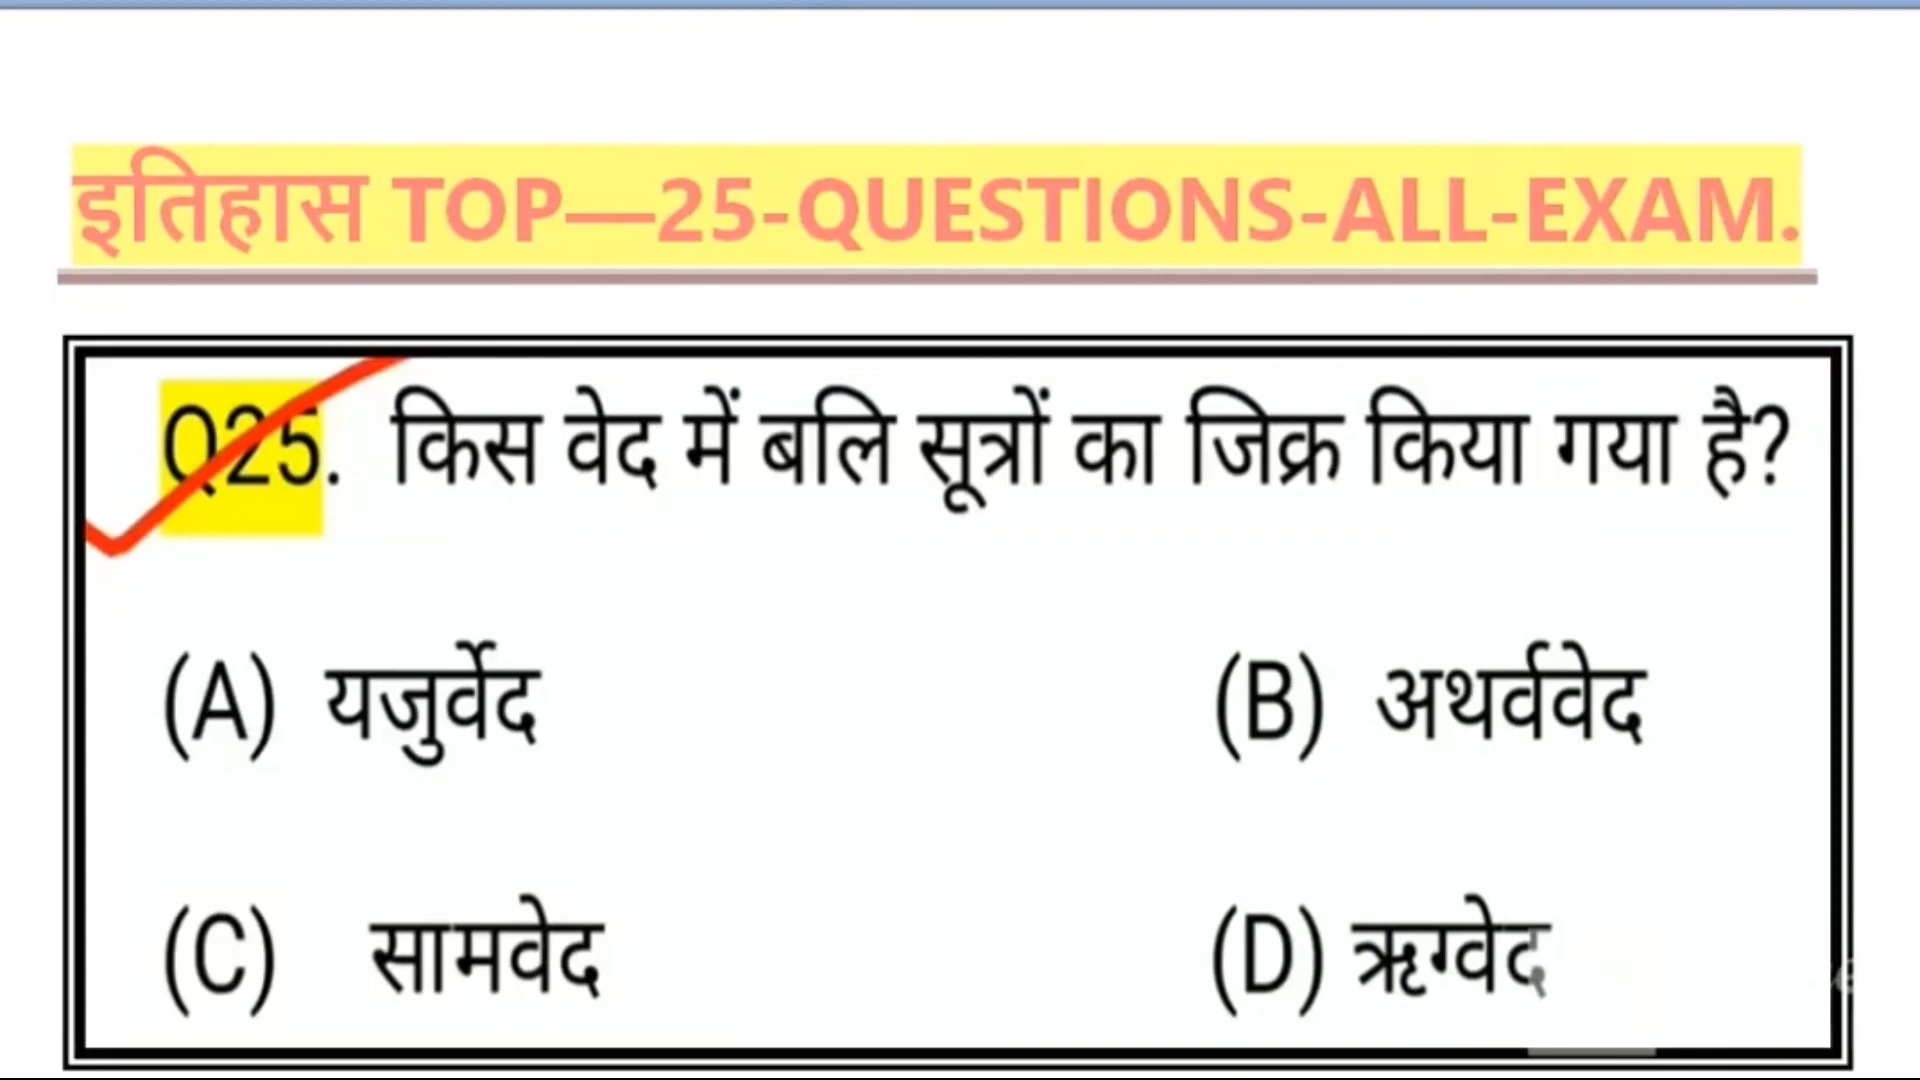 इतिहास TOP—25-QUESTIONS-ALL-EXAM.
Q25. किस वेद में बलि सूत्रों का जिक्र किया गया है?
(A) यजुर्वेद (B) अथर्ववेद
(C) सामवेद (D) ऋग्वेद